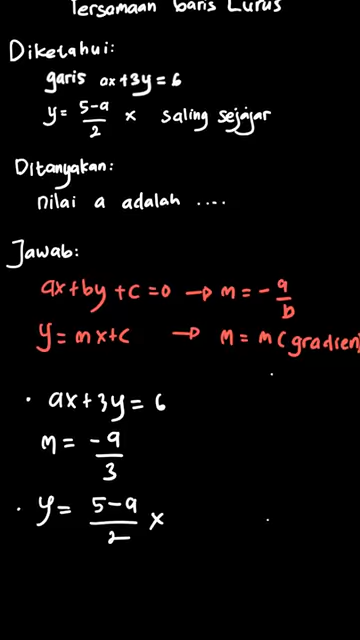 Persamaan Garis Lurus
Diketahui:
garis ax+3y=6
y= 5-a/2 x saling sejajar
Ditanyakan:
nilai a adalah ....
Jawab:
ax+by+c=0 → m=-a/b
y=mx+c → m=m(gradien)
• ax+3y=6
m= -a/3
• y= 5-a/2 x